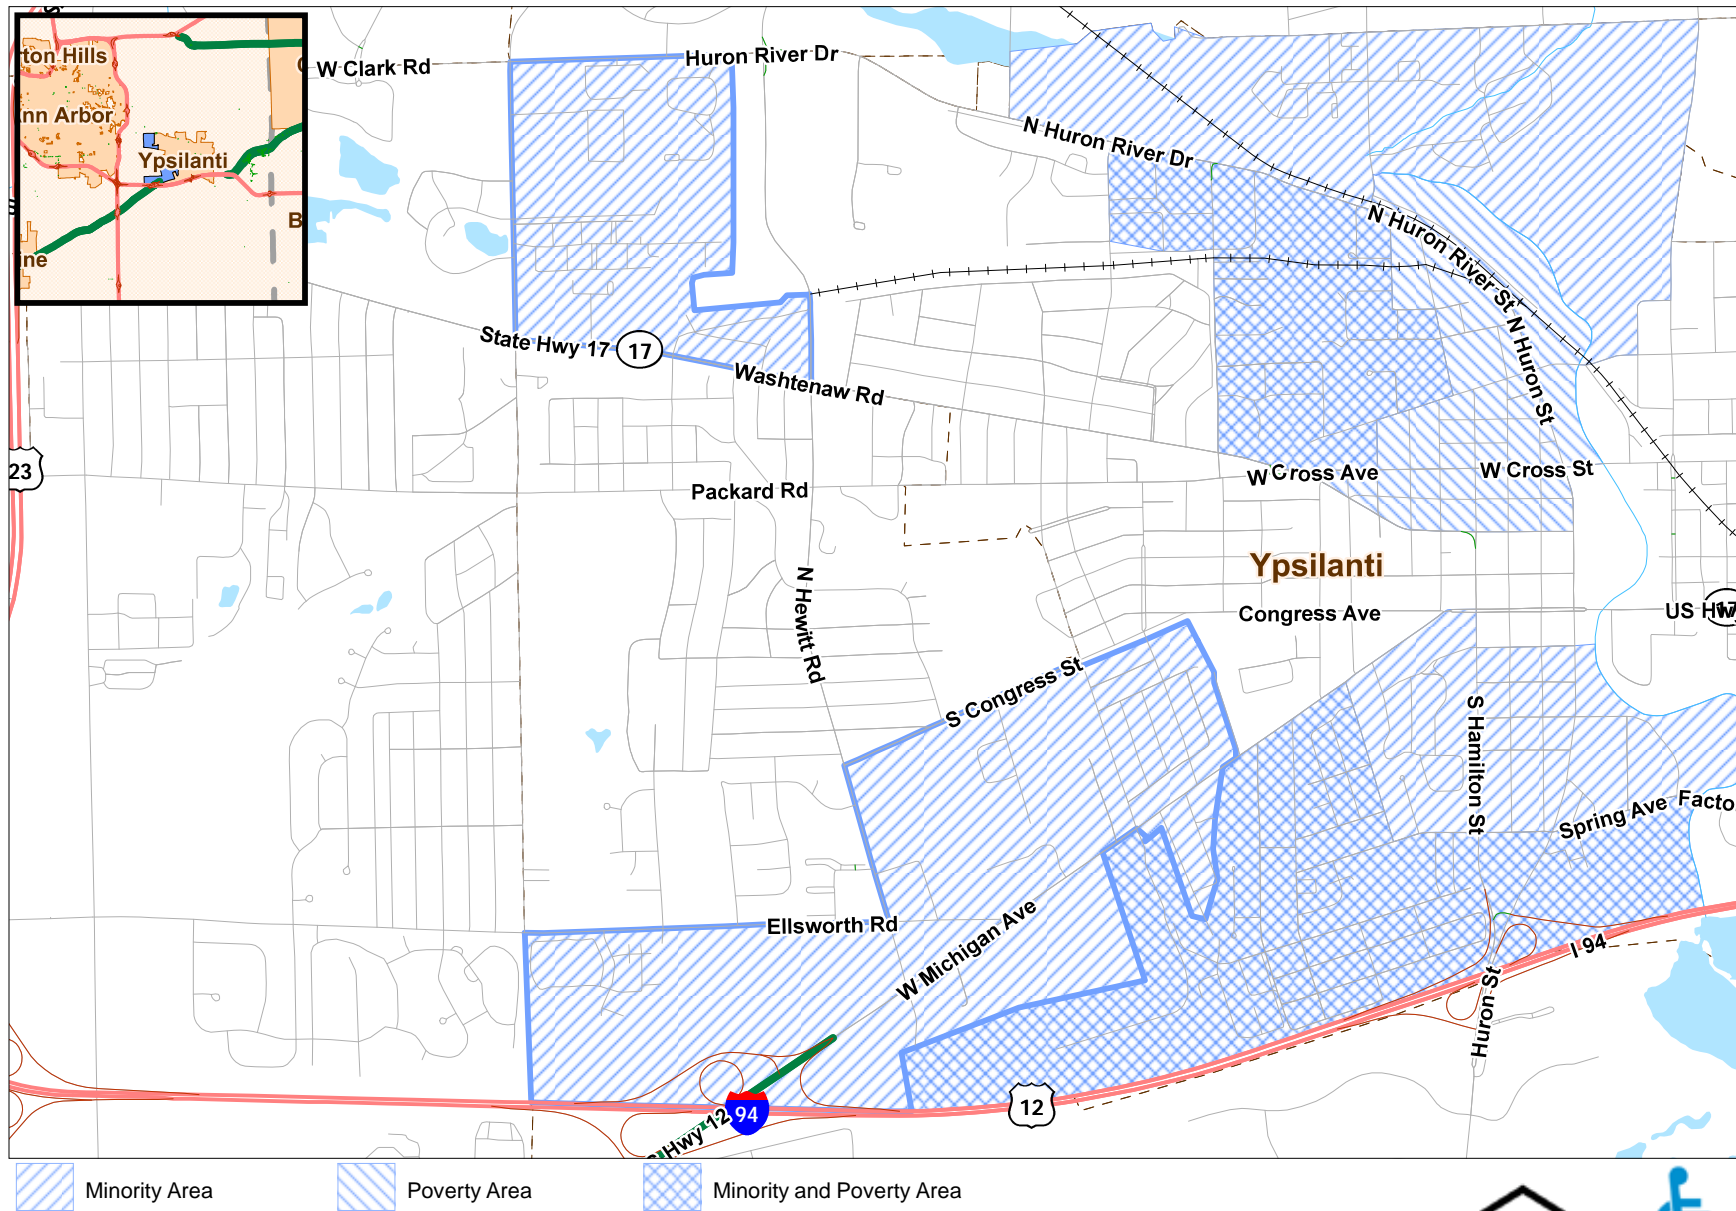 rton Hills
nn Arbor
Ypsilanti
ine
B
W Clark Rd
Huron River Dr
N Huron River Dr
N Huron River St
N Huron St
State Hwy 17
17
Washtenaw Rd
23
Packard Rd
W Cross Ave
W Cross St
Ypsilanti
N Hewitt Rd
Congress Ave
US Hw
17
S Congress St
S Hamilton St
Spring Ave
Facto
Ellsworth Rd
W Michigan Ave
I 94
Huron St
Hwy 12
94
12
Minority Area
Poverty Area
Minority and Poverty Area